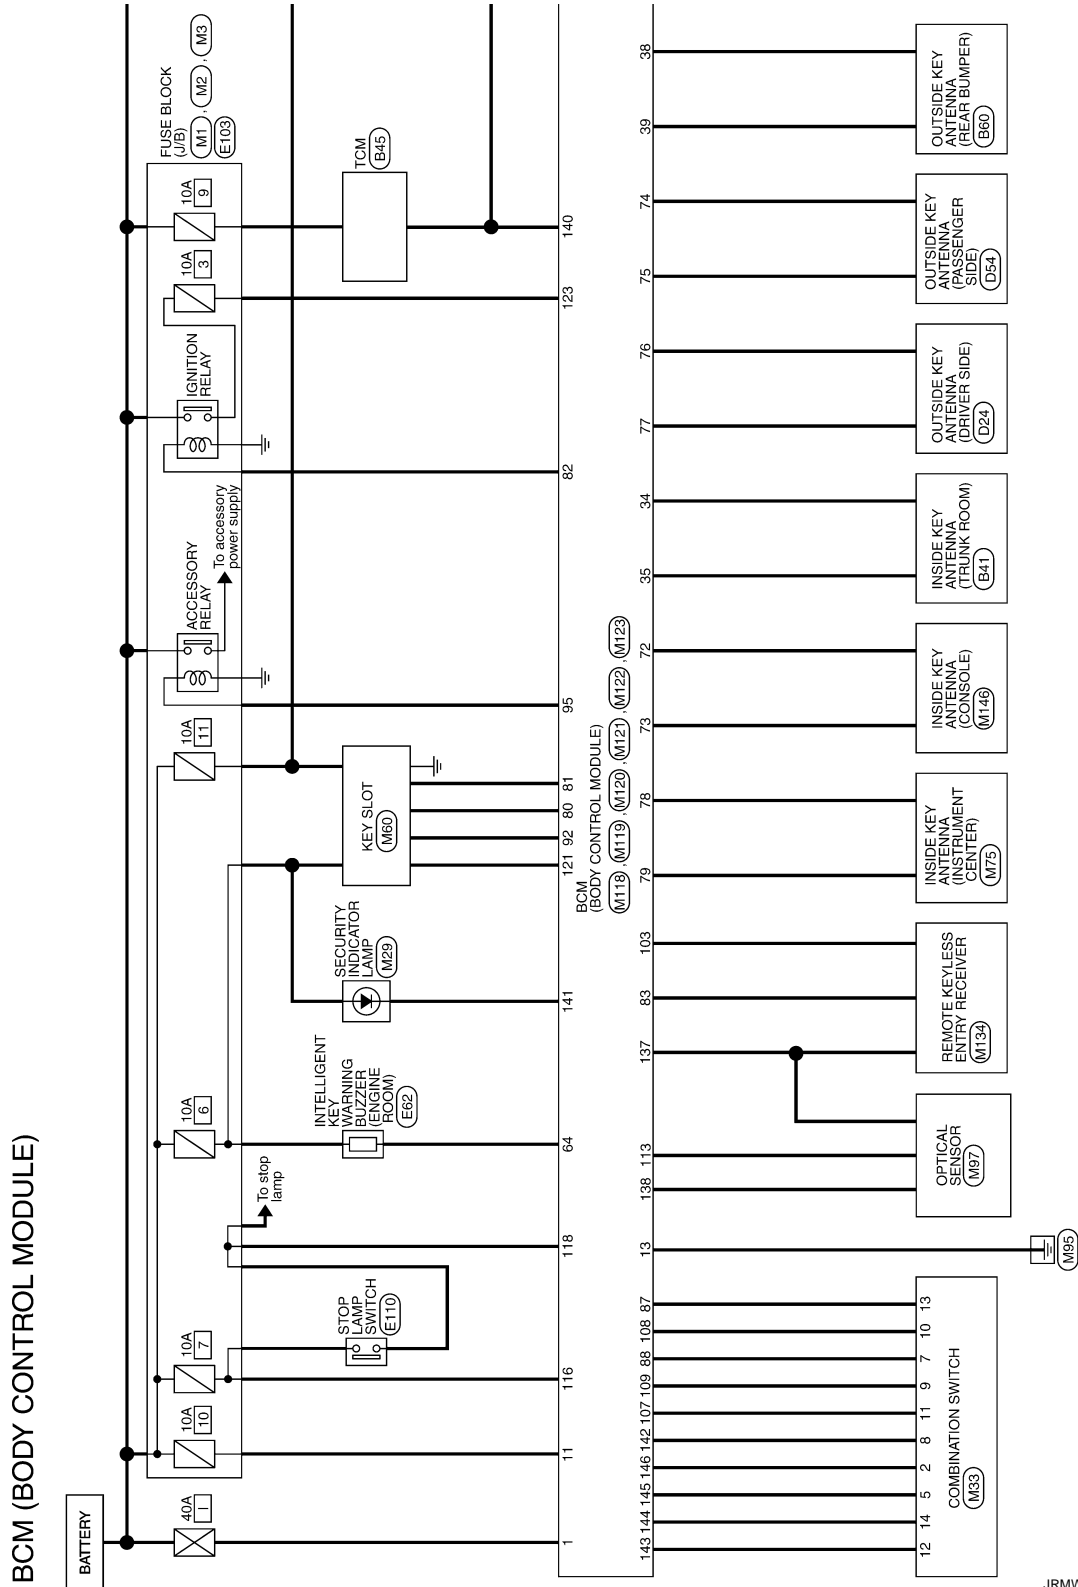 BCM (BODY CONTROL MODULE)
BATTERY
40A
I
10A
10
10A
7
10A
6
10A
11
10A
3
10A
9
FUSE BLOCK
(J/B)
M1 , M2 , M3
E103
ACCESSORY
RELAY
To accessory
power supply
IGNITION
RELAY
STOP
LAMP
SWITCH
E110
To stop
lamp
INTELLIGENT
KEY
WARNING
BUZZER
(ENGINE
ROOM)
E62
SECURITY
INDICATOR
LAMP
M29
KEY SLOT
M60
TCM
B45
1
11
116
118
64
141
121
92
80
81
95
82
123
140
BCM
(BODY CONTROL MODULE)
M118 , M119 , M120 , M121 , M122 , M123
143
144
145
146
142
107
109
88
108
87
13
138
113
137
83
103
79
78
73
72
35
34
77
76
75
74
39
38
12
14
5
2
8
11
9
7
10
13
COMBINATION SWITCH
M33
M95
OPTICAL
SENSOR
M97
REMOTE KEYLESS
ENTRY RECEIVER
M134
INSIDE KEY
ANTENNA
(INSTRUMENT
CENTER)
M75
INSIDE KEY
ANTENNA
(CONSOLE)
M146
INSIDE KEY
ANTENNA
(TRUNK ROOM)
B41
OUTSIDE KEY
ANTENNA
(DRIVER SIDE)
D24
OUTSIDE KEY
ANTENNA
(PASSENGER
SIDE)
D54
OUTSIDE KEY
ANTENNA
(REAR BUMPER)
B60